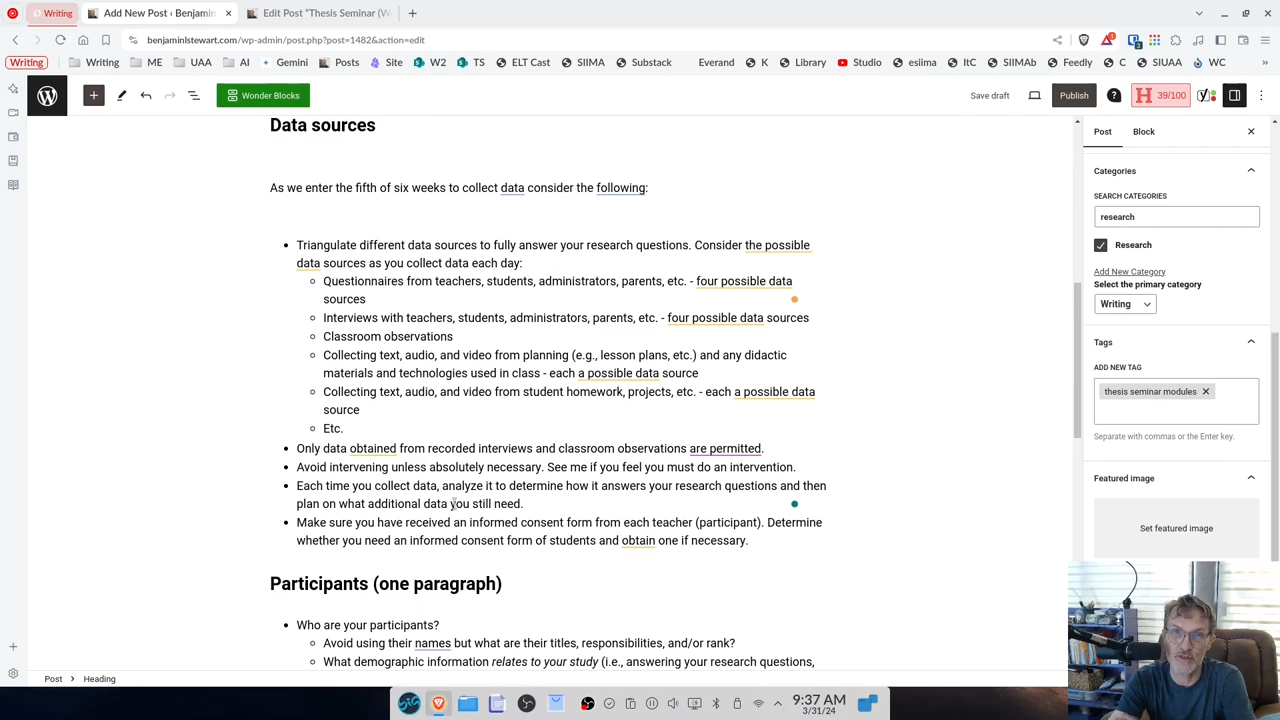 Writing
Add New Post ‹ Benjamin
Edit Post "Thesis Seminar (W
benjaminlstewart.com/wp-admin/post.php?post=1482&action=edit
Writing
Writing
ME
UAA
AI
Gemini
Posts
Site
W2
TS
ELT Cast
SIIMA
Substack
Everand
K
Library
Studio
esiima
ItC
SIIMAb
Feedly
C
SIUAA
WC
Wonder Blocks
Save draft
Publish
39/100
Data sources
As we enter the fifth of six weeks to collect data consider the following:
Triangulate different data sources to fully answer your research questions. Consider the possible
data sources as you collect data each day:
Questionnaires from teachers, students, administrators, parents, etc. - four possible data
sources
Interviews with teachers, students, administrators, parents, etc. - four possible data sources
Classroom observations
Collecting text, audio, and video from planning (e.g., lesson plans, etc.) and any didactic
materials and technologies used in class - each a possible data source
Collecting text, audio, and video from student homework, projects, etc. - each a possible data
source
Etc.
Only data obtained from recorded interviews and classroom observations are permitted.
Avoid intervening unless absolutely necessary. See me if you feel you must do an intervention.
Each time you collect data, analyze it to determine how it answers your research questions and then
plan on what additional data you still need.
Make sure you have received an informed consent form from each teacher (participant). Determine
whether you need an informed consent form of students and obtain one if necessary.
Participants (one paragraph)
Who are your participants?
Avoid using their names but what are their titles, responsibilities, and/or rank?
What demographic information relates to your study (i.e., answering your research questions,
Post
Block
Categories
SEARCH CATEGORIES
research
Research
Add New Category
Select the primary category
Writing
Tags
ADD NEW TAG
thesis seminar modules
Separate with commas or the Enter key.
Featured image
Set featured image
Post › Heading
9:37 AM
3/31/24